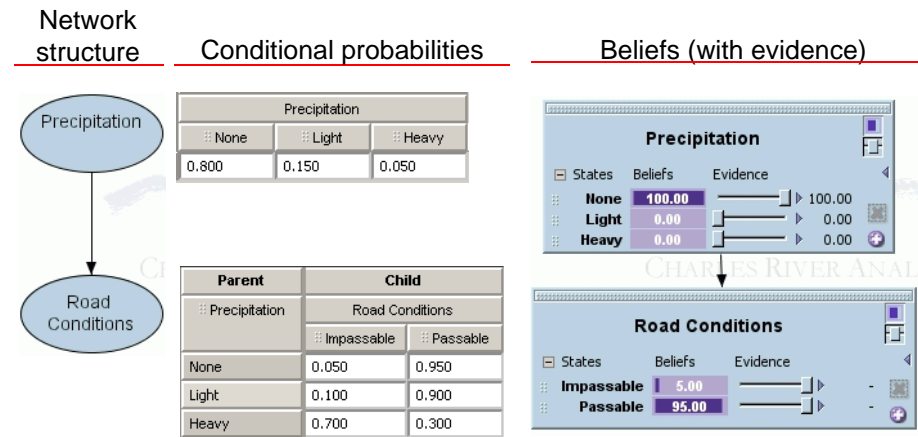 Network
structure
Conditional probabilities
Beliefs (with evidence)
Precipitation
Precipitation
None Light Heavy
0.800 0.150 0.050
Precipitation
States Beliefs Evidence
None 100.00 100.00
Light 0.00 0.00
Heavy 0.00 0.00
CHARLES RIVER ANAL
Road
Conditions
Parent Child
Precipitation Road Conditions
Impassable Passable
None 0.050 0.950
Light 0.100 0.900
Heavy 0.700 0.300
Road Conditions
States Beliefs Evidence
Impassable 5.00 -
Passable 95.00 -